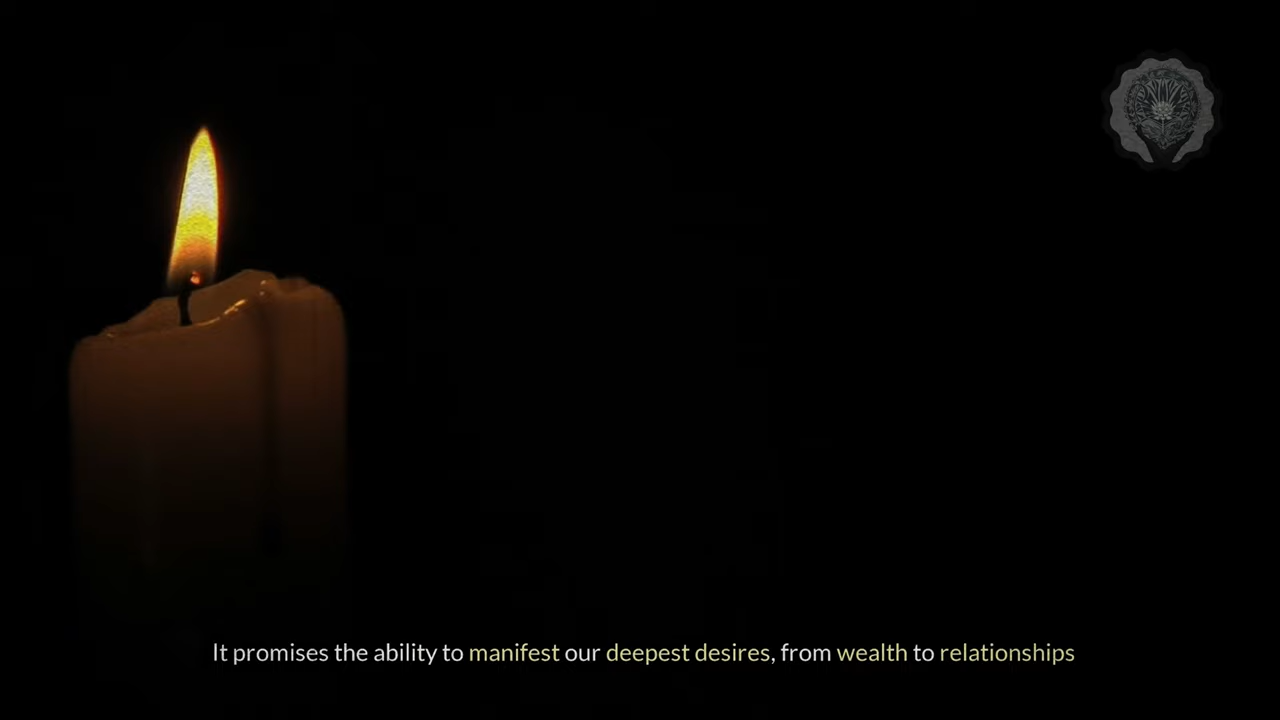 It promises the ability to manifest our deepest desires, from wealth to relationships